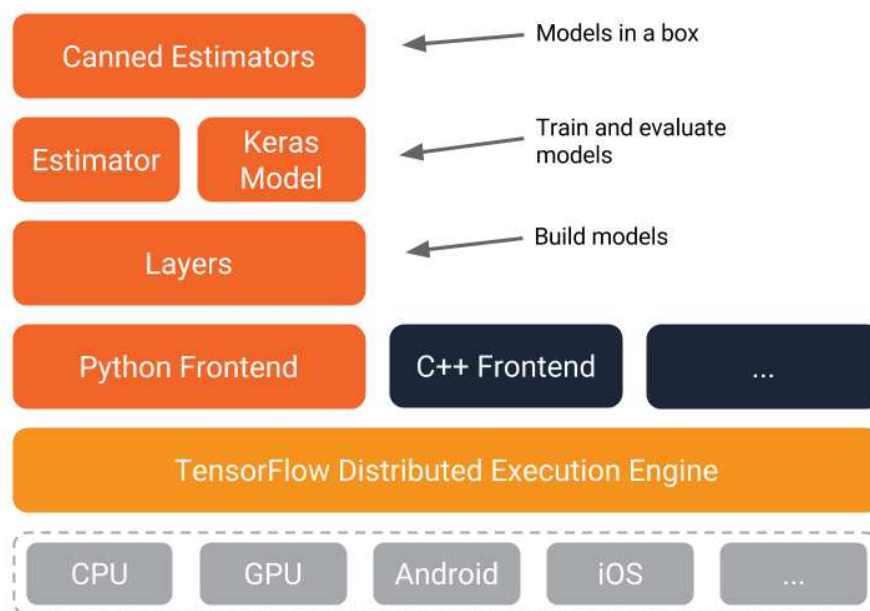 Canned Estimators
Models in a box
Estimator
Keras
Model
Train and evaluate
models
Layers
Build models
Python Frontend
C++ Frontend
...
TensorFlow Distributed Execution Engine
CPU
GPU
Android
iOS
...